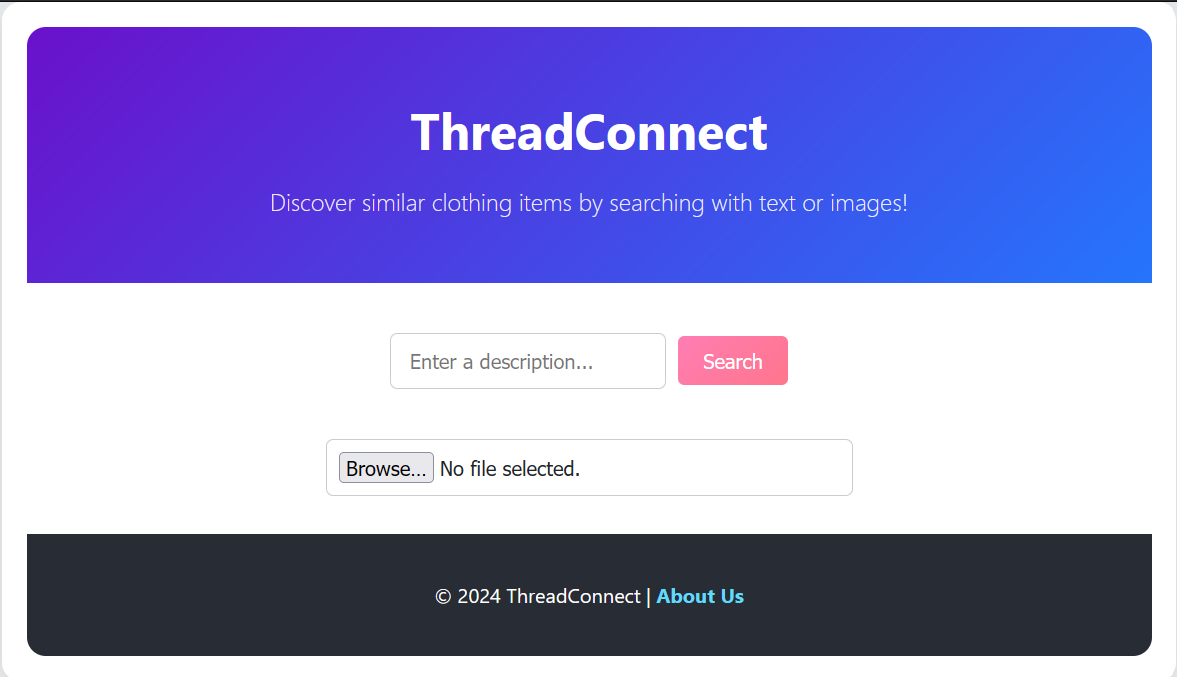 ThreadConnect
Discover similar clothing items by searching with text or images!
Enter a description...
Search
Browse... No file selected.
© 2024 ThreadConnect | About Us